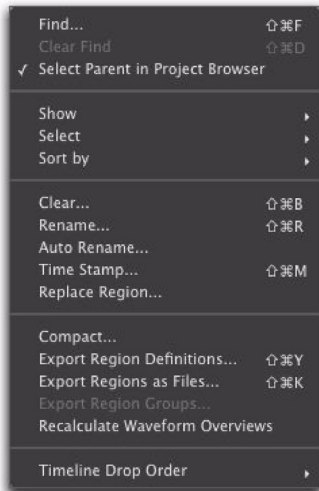 Find... ⇧⌘F
Clear Find ⇧⌘D
✓ Select Parent in Project Browser
Show
Select
Sort by
Clear... ⇧⌘B
Rename... ⇧⌘R
Auto Rename...
Time Stamp... ⇧⌘M
Replace Region...
Compact...
Export Region Definitions... ⇧⌘Y
Export Regions as Files... ⇧⌘K
Export Region Groups...
Recalculate Waveform Overviews
Timeline Drop Order